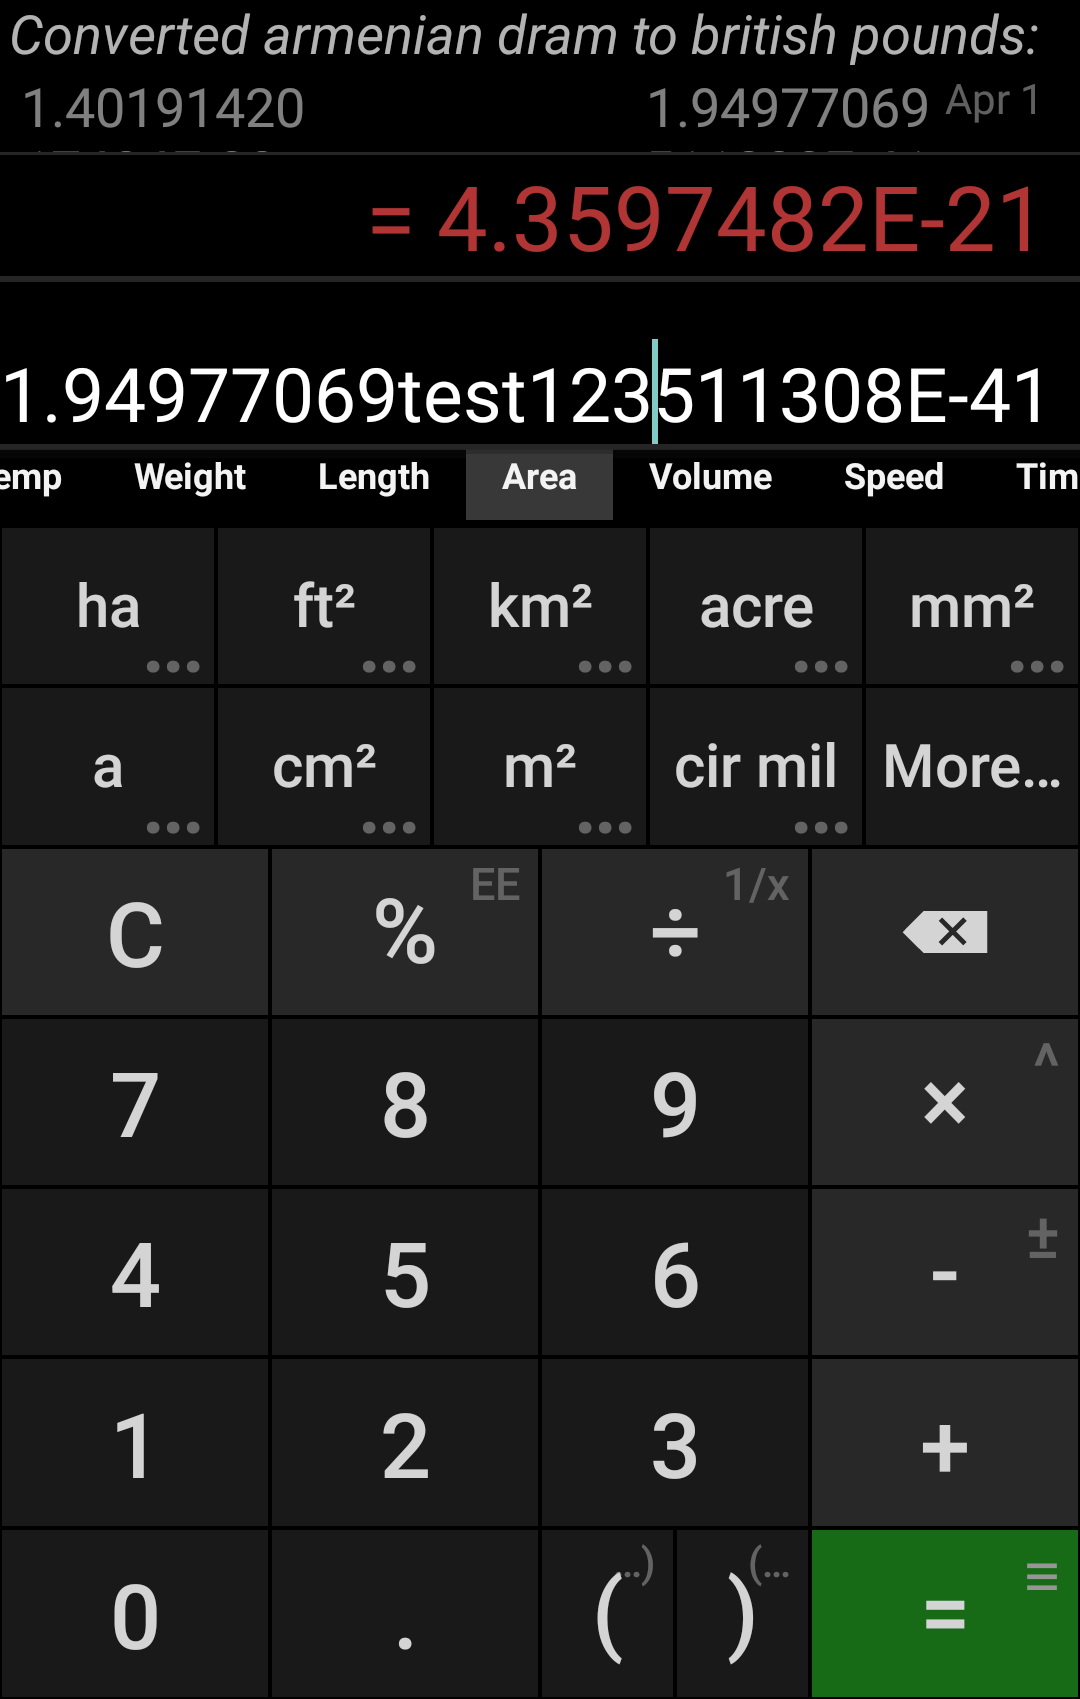 Converted armenian dram to british pounds:
1.40191420 1.94977069 Apr 1
= 4.3597482E-21
1.94977069test123511308E-41
emp Weight Length Area Volume Speed Tim
ha ft² km² acre mm²
a cm² m² cir mil More...
C % EE ÷ 1/x
7 8 9 × ^
4 5 6 - ±
1 2 3 +
0 . ( ..) ) (... =